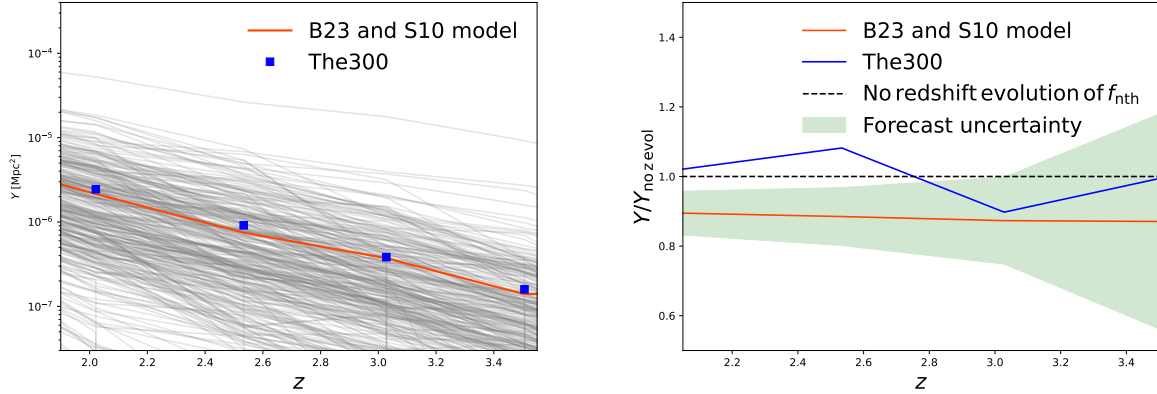 B23 and S10 model
The300
10⁻⁴
10⁻⁵
10⁻⁶
10⁻⁷
Y [Mpc²]
2.0 2.2 2.4 2.6 2.8 3.0 3.2 3.4
z
B23 and S10 model
The300
No redshift evolution of f_nth
Forecast uncertainty
1.4
1.2
1.0
0.8
0.6
Y/Y_no z evol
2.2 2.4 2.6 2.8 3.0 3.2 3.4
z